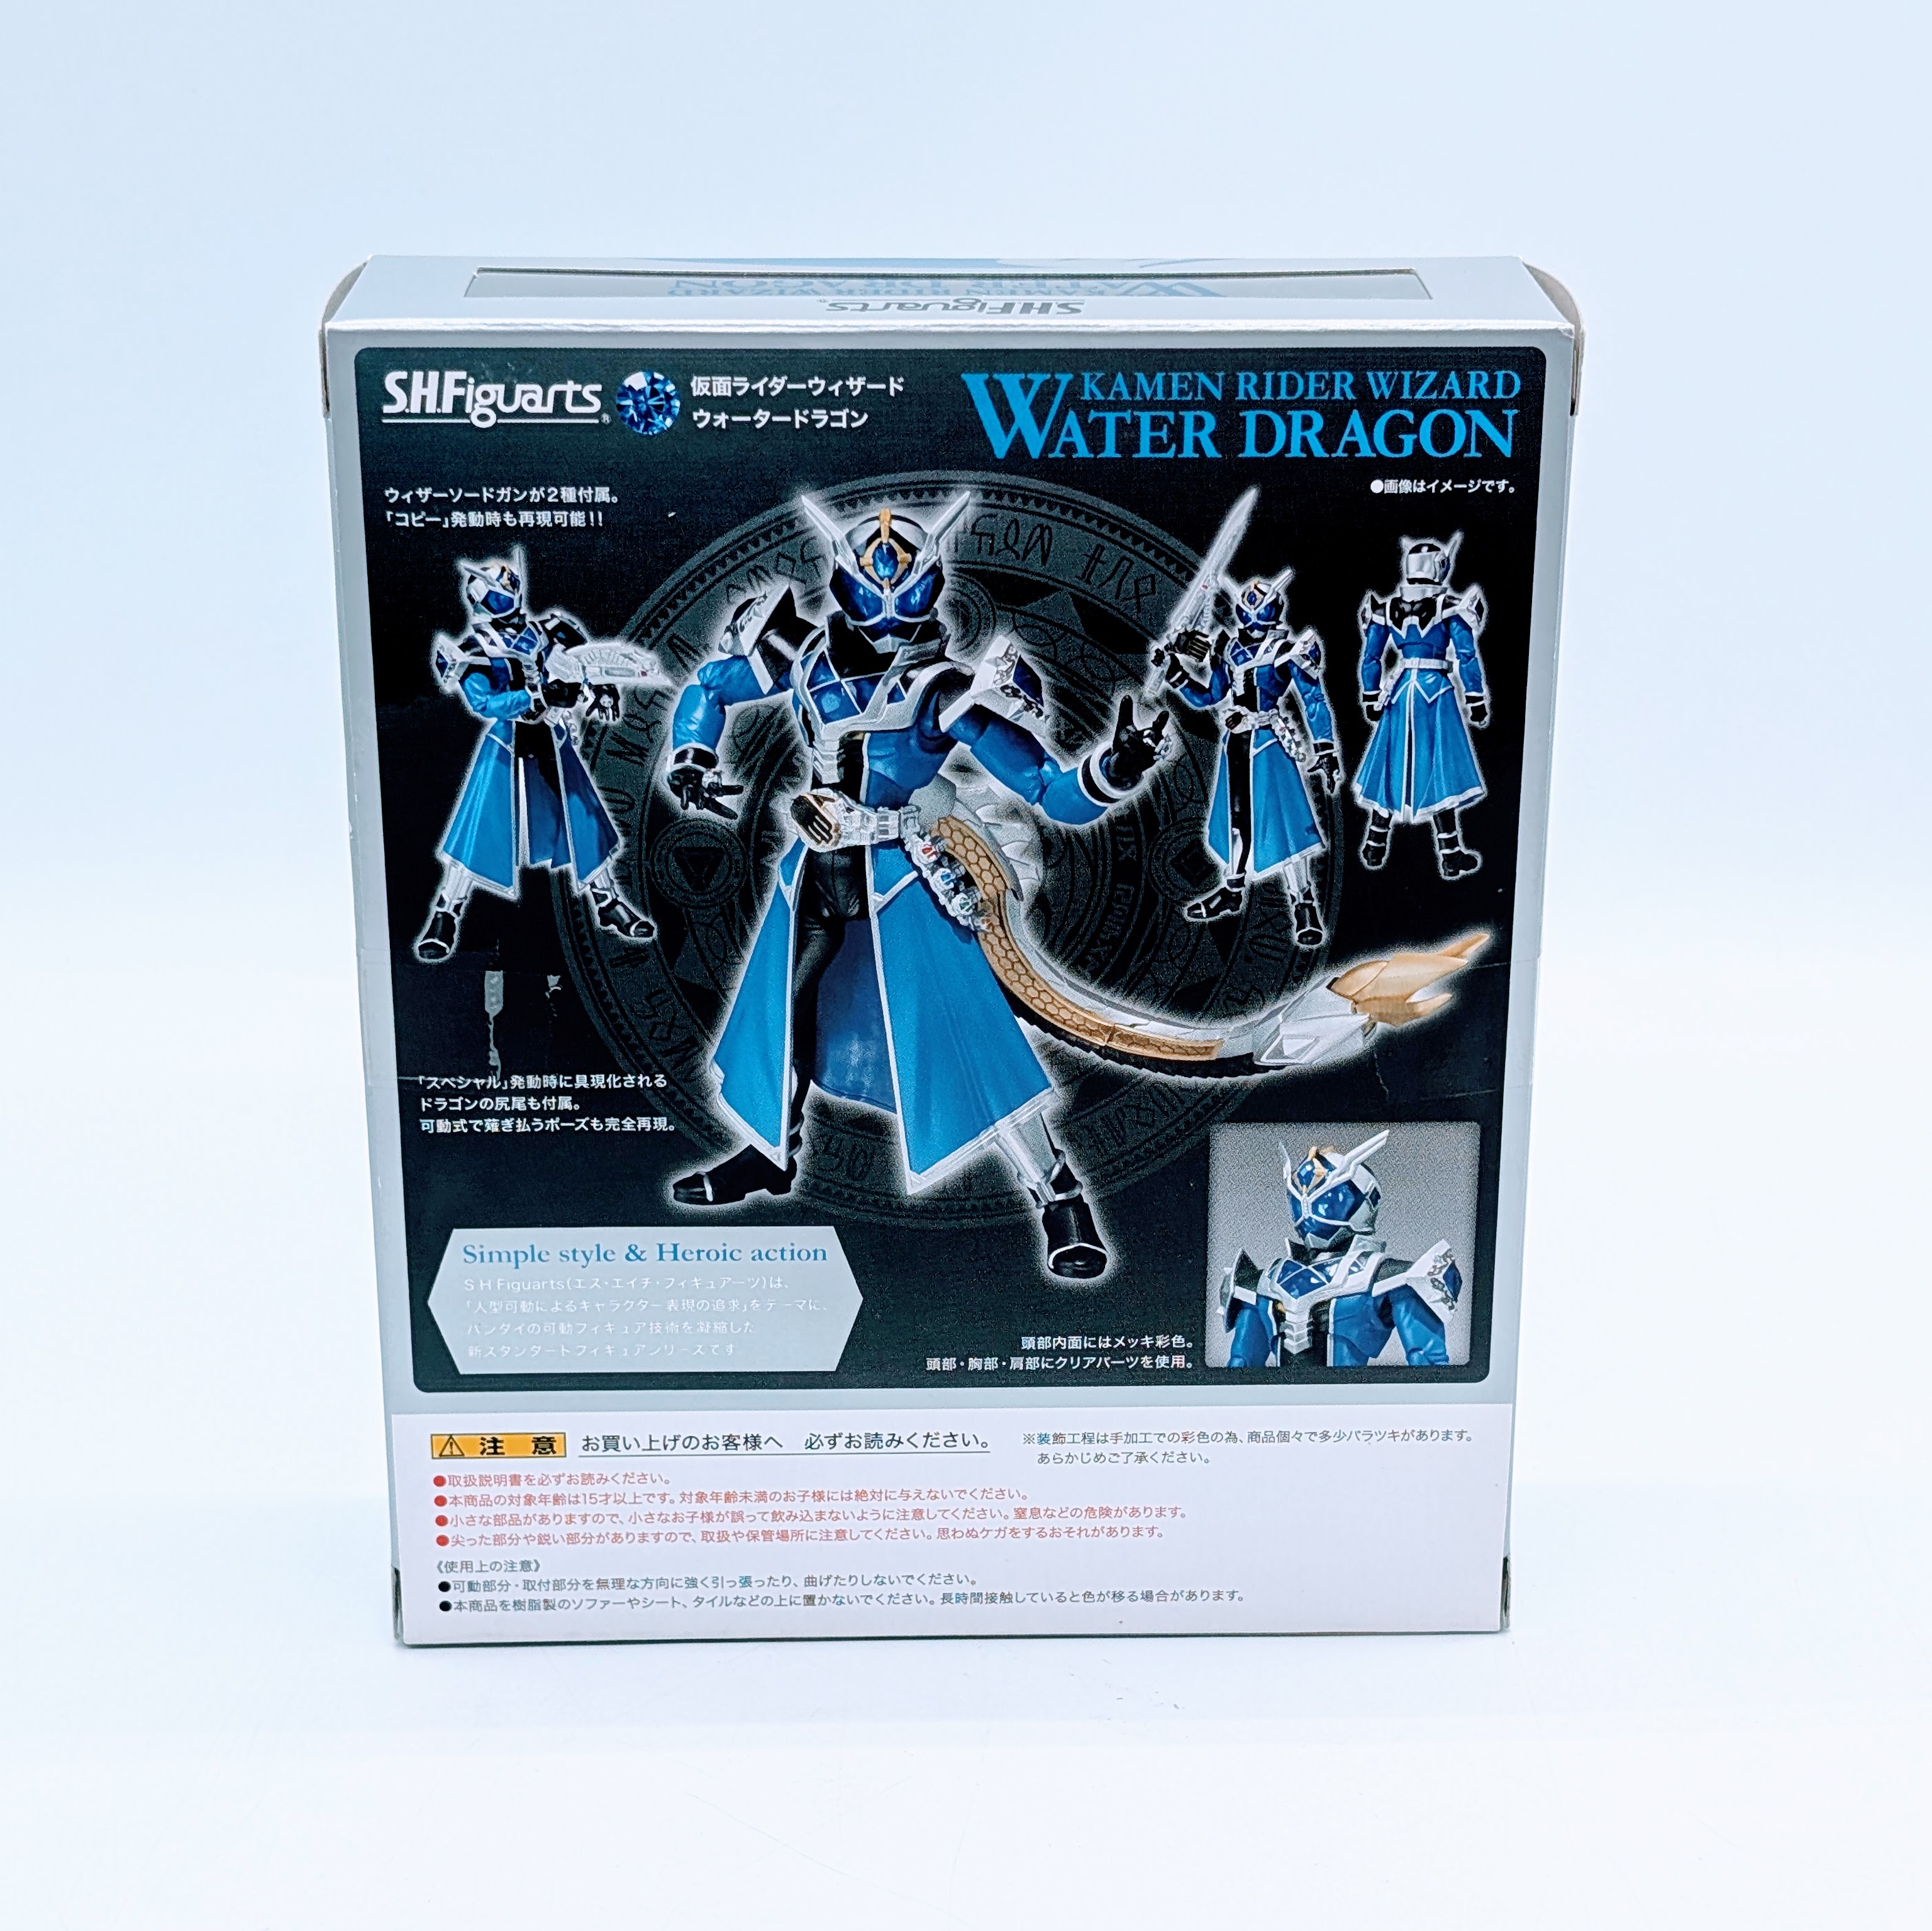 KAMEN RIDER WIZARD
WATER DRAGON
S.H.Figuarts
S.H.Figuarts®
仮面ライダーウィザード
ウォータードラゴン
KAMEN RIDER WIZARD
WATER DRAGON
●画像はイメージです。
ウィザーソードガンが2種付属。
「コピー」発動時も再現可能!!
「スペシャル」発動時に具現化される
ドラゴンの尻尾も付属。
可動式で薙ぎ払うポーズも完全再現。
Simple style & Heroic action
S.H.Figuarts(エス・エイチ・フィギュアーツ)は、
「人型可動によるキャラクター表現の追求」をテーマに、
バンダイの可動フィギュア技術を凝縮した
新スタンダードフィギュアシリーズです
頭部内面にはメッキ彩色。
頭部・胸部・肩部にクリアパーツを使用。
注意 お買い上げのお客様へ 必ずお読みください。
※装飾工程は手加工での彩色の為、商品個々で多少バラツキがあります。
あらかじめご了承ください。
●取扱説明書を必ずお読みください。
●本商品の対象年齢は15才以上です。対象年齢未満のお子様には絶対に与えないでください。
●小さな部品がありますので、小さなお子様が誤って飲み込まないように注意してください。窒息などの危険があります。
●尖った部分や鋭い部分がありますので、取扱や保管場所に注意してください。思わぬケガをするおそれがあります。
《使用上の注意》
●可動部分・取付部分を無理な方向に強く引っ張ったり、曲げたりしないでください。
●本商品を樹脂製のソファーやシート、タイルなどの上に置かないでください。長時間接触していると色が移る場合があります。